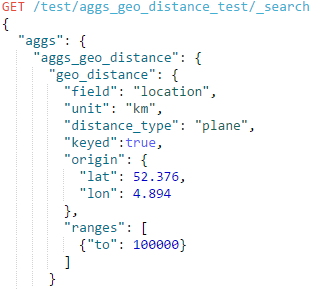 GET /test/aggs_geo_distance_test/_search
{
  "aggs": {
    "aggs_geo_distance": {
      "geo_distance": {
        "field": "location",
        "unit": "km",
        "distance_type": "plane",
        "keyed":true,
        "origin": {
          "lat": 52.376,
          "lon": 4.894
        },
        "ranges": [
          {"to": 100000}
        ]
      }